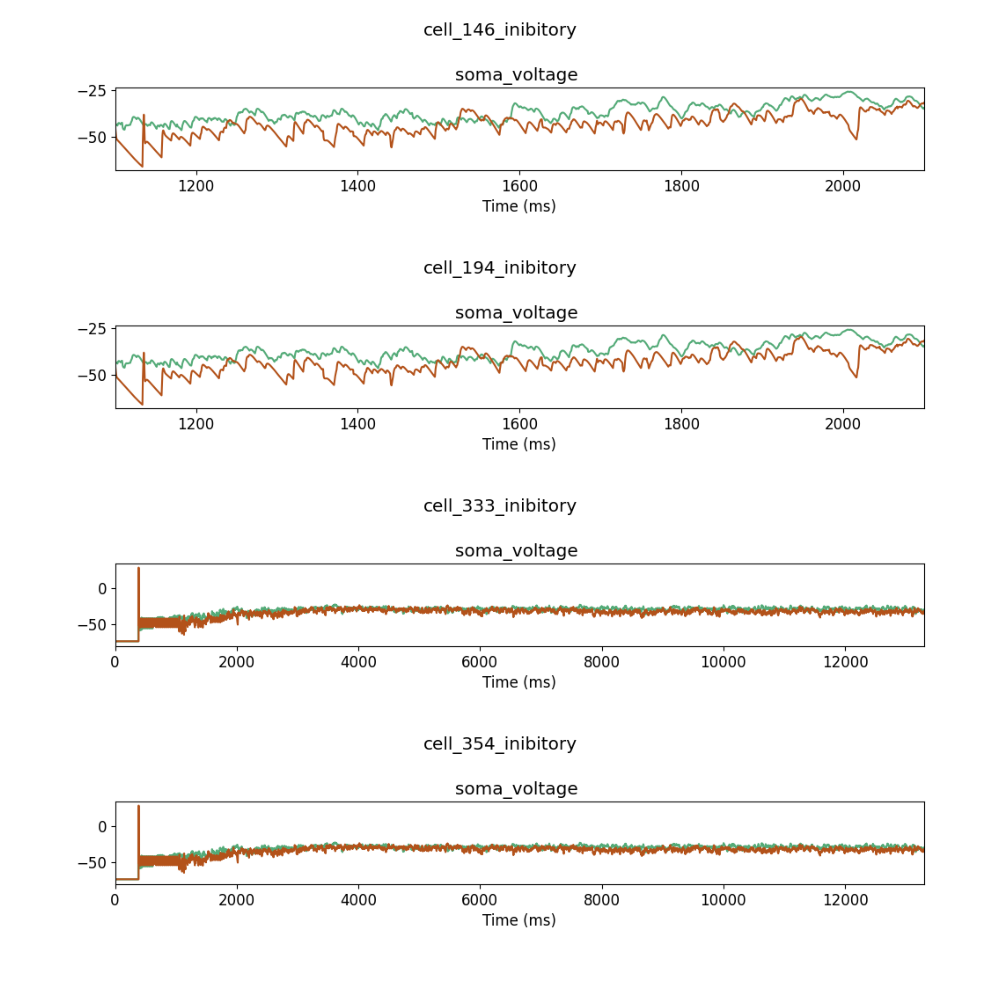 cell_146_inibitory
soma_voltage
−25
−50
1200 1400 1600 1800 2000
Time (ms)
cell_194_inibitory
soma_voltage
−25
−50
1200 1400 1600 1800 2000
Time (ms)
cell_333_inibitory
soma_voltage
0
−50
0 2000 4000 6000 8000 10000 12000
Time (ms)
cell_354_inibitory
soma_voltage
0
−50
0 2000 4000 6000 8000 10000 12000
Time (ms)